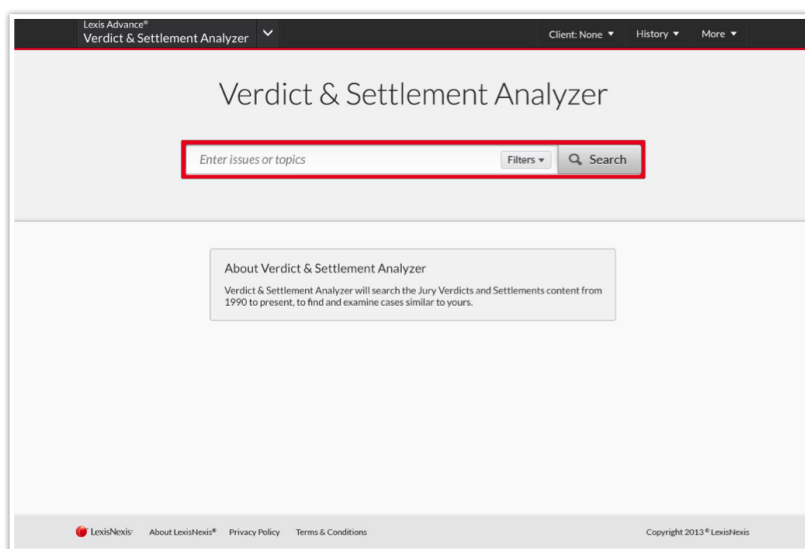 Lexis Advance®
Verdict & Settlement Analyzer
Client: None
History
More
Verdict & Settlement Analyzer
Enter issues or topics
Filters
Search
About Verdict & Settlement Analyzer
Verdict & Settlement Analyzer will search the Jury Verdicts and Settlements content from
1990 to present, to find and examine cases similar to yours.
LexisNexis® About LexisNexis® Privacy Policy Terms & Conditions Copyright 2013 © LexisNexis